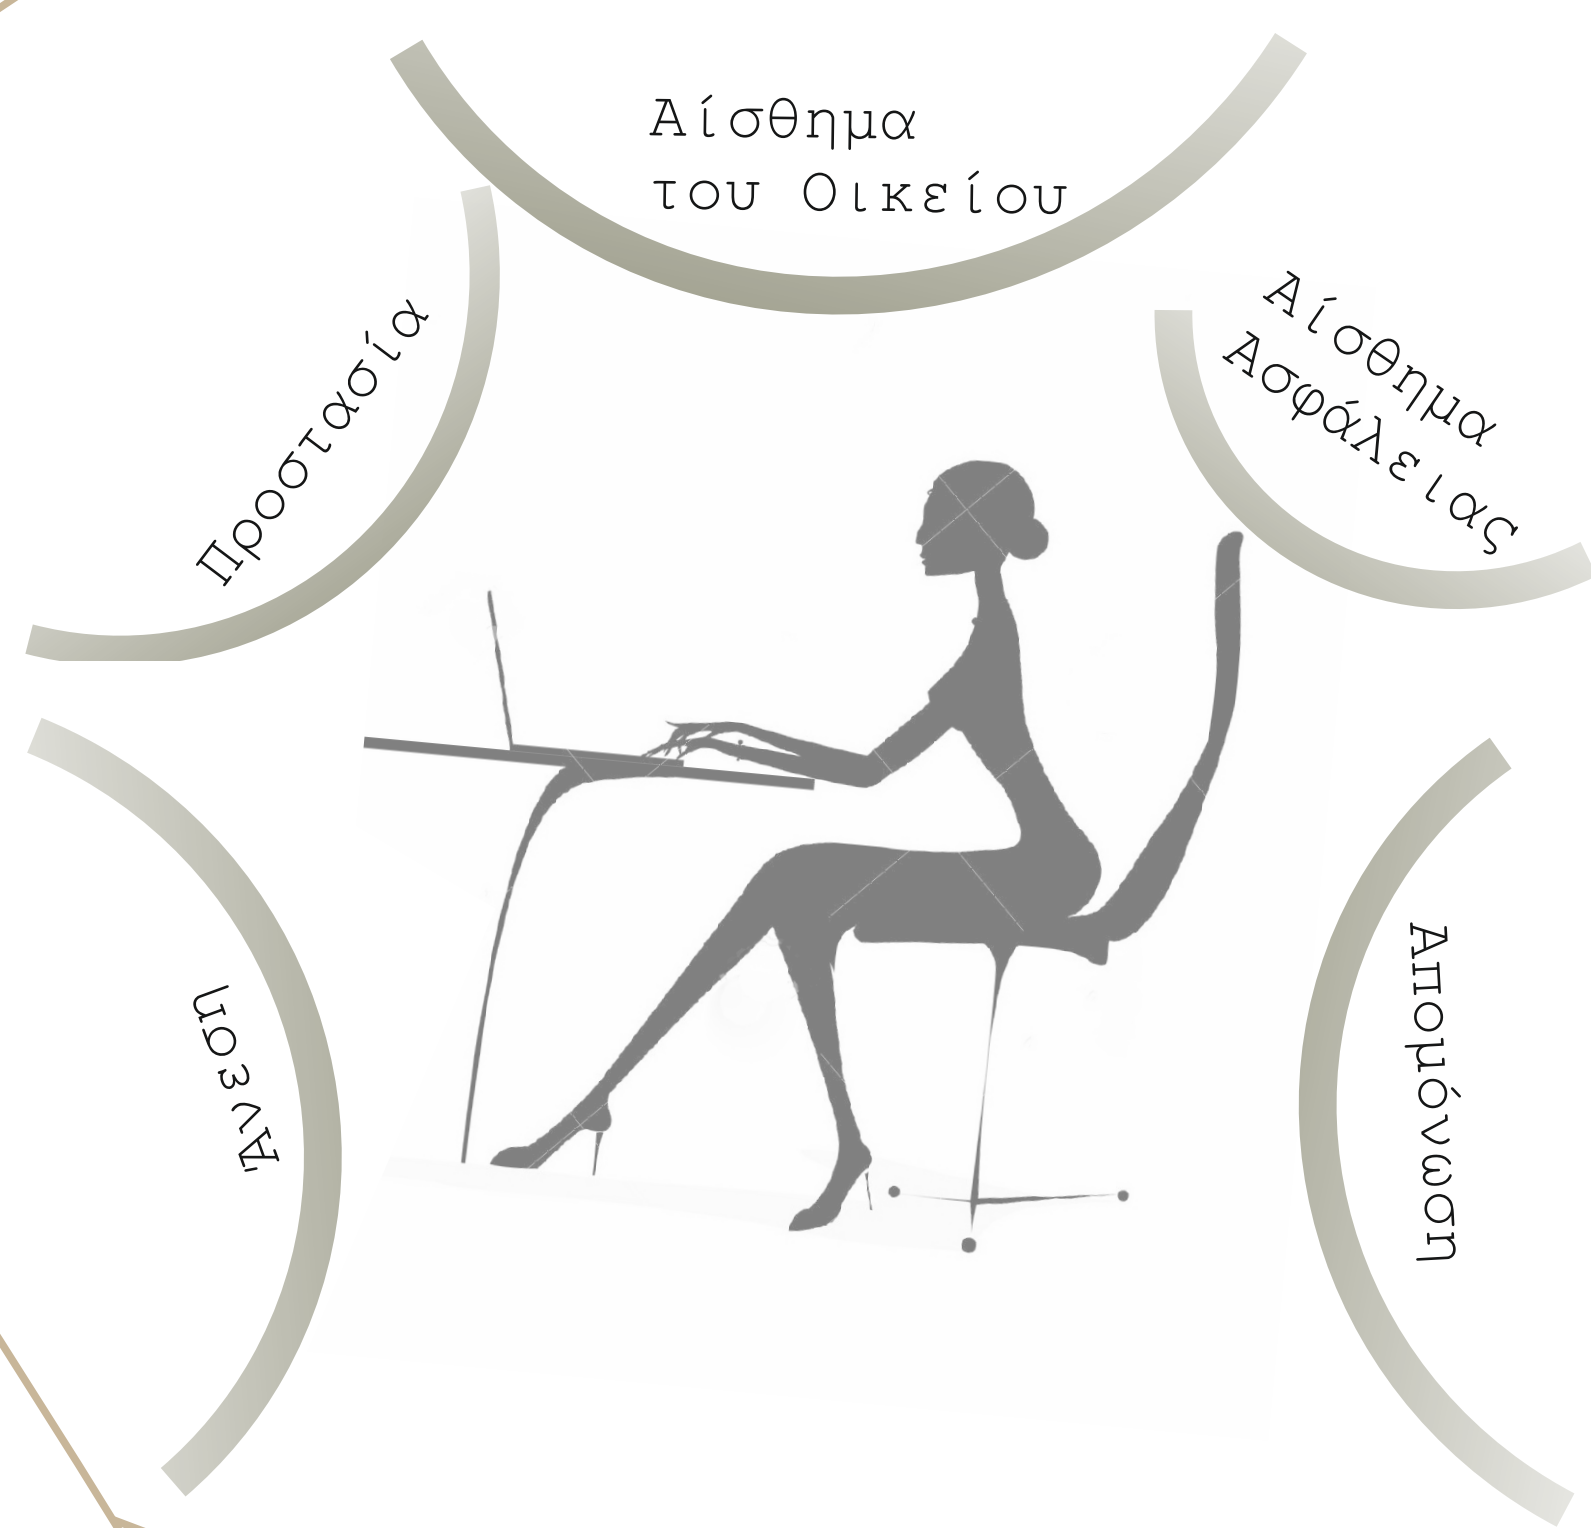 Αίσθημα
του Οικείου
Προστασία
Αίσθημα
Ασφάλειας
Άνεση
Απομόνωση